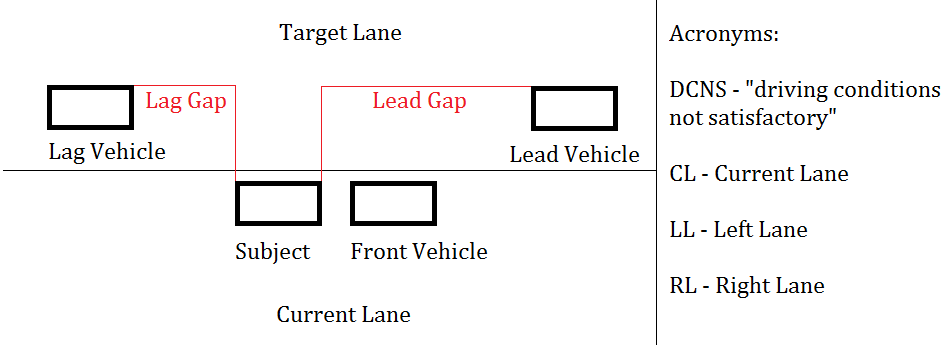 Target Lane
Lag Gap
Lead Gap
Lag Vehicle
Lead Vehicle
Subject
Front Vehicle
Current Lane
Acronyms:
DCNS - "driving conditions
not satisfactory"
CL - Current Lane
LL - Left Lane
RL - Right Lane